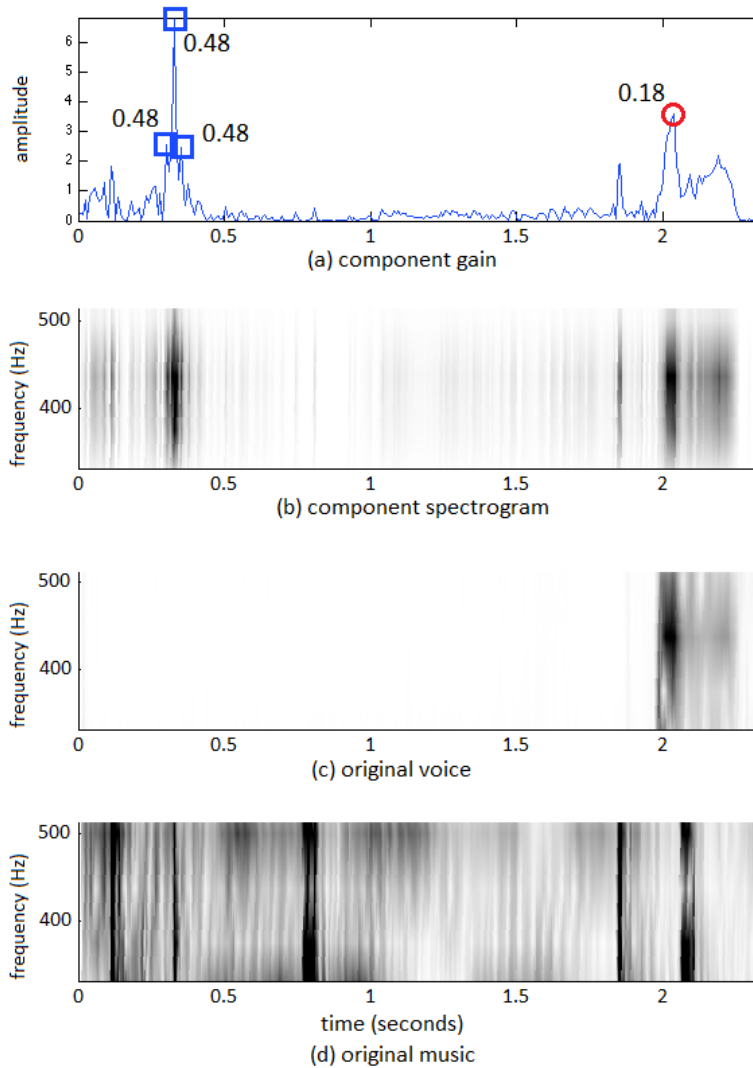 6
5
4
3
2
1
0
amplitude
0.48
0.48
0.48
0.18
0 0.5 1 1.5 2
(a) component gain
500
400
frequency (Hz)
0 0.5 1 1.5 2
(b) component spectrogram
500
400
frequency (Hz)
0 0.5 1 1.5 2
(c) original voice
500
400
frequency (Hz)
0 0.5 1 1.5 2
time (seconds)
(d) original music